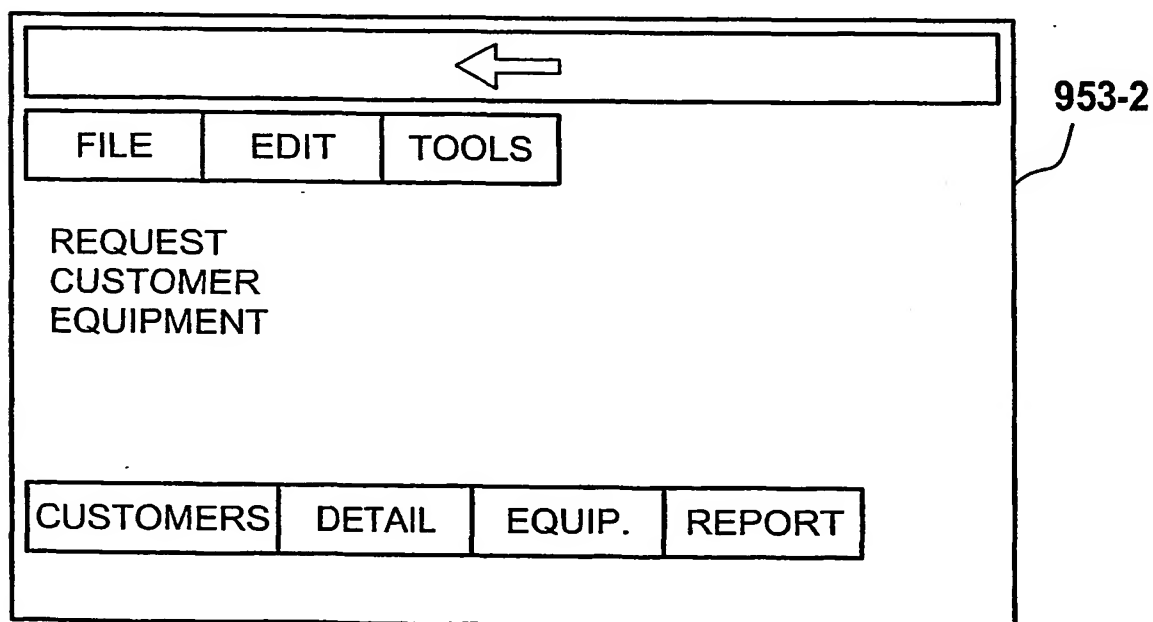 953-2
FILE EDIT TOOLS
REQUEST
CUSTOMER
EQUIPMENT
CUSTOMERS DETAIL EQUIP. REPORT